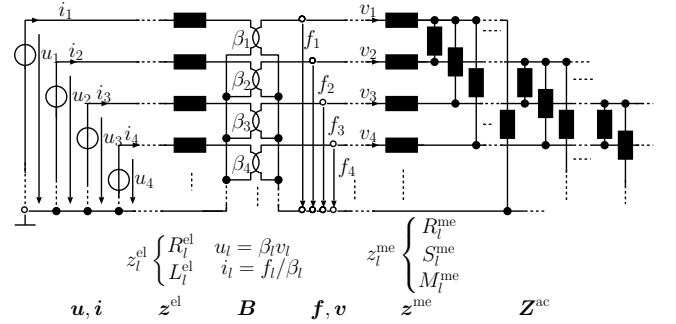 i₁ v₁
u₁ i₂ β₁ f₁ v₂
u₂ i₃ β₂ f₂ v₃
u₃ i₄ β₃ f₃ v₄
u₄ β₄ f₄
z_l^el { R_l^el L_l^el u_l = β_l v_l i_l = f_l/β_l z_l^me { R_l^me S_l^me M_l^me
u, i z^el B f, v z^me Z^ac